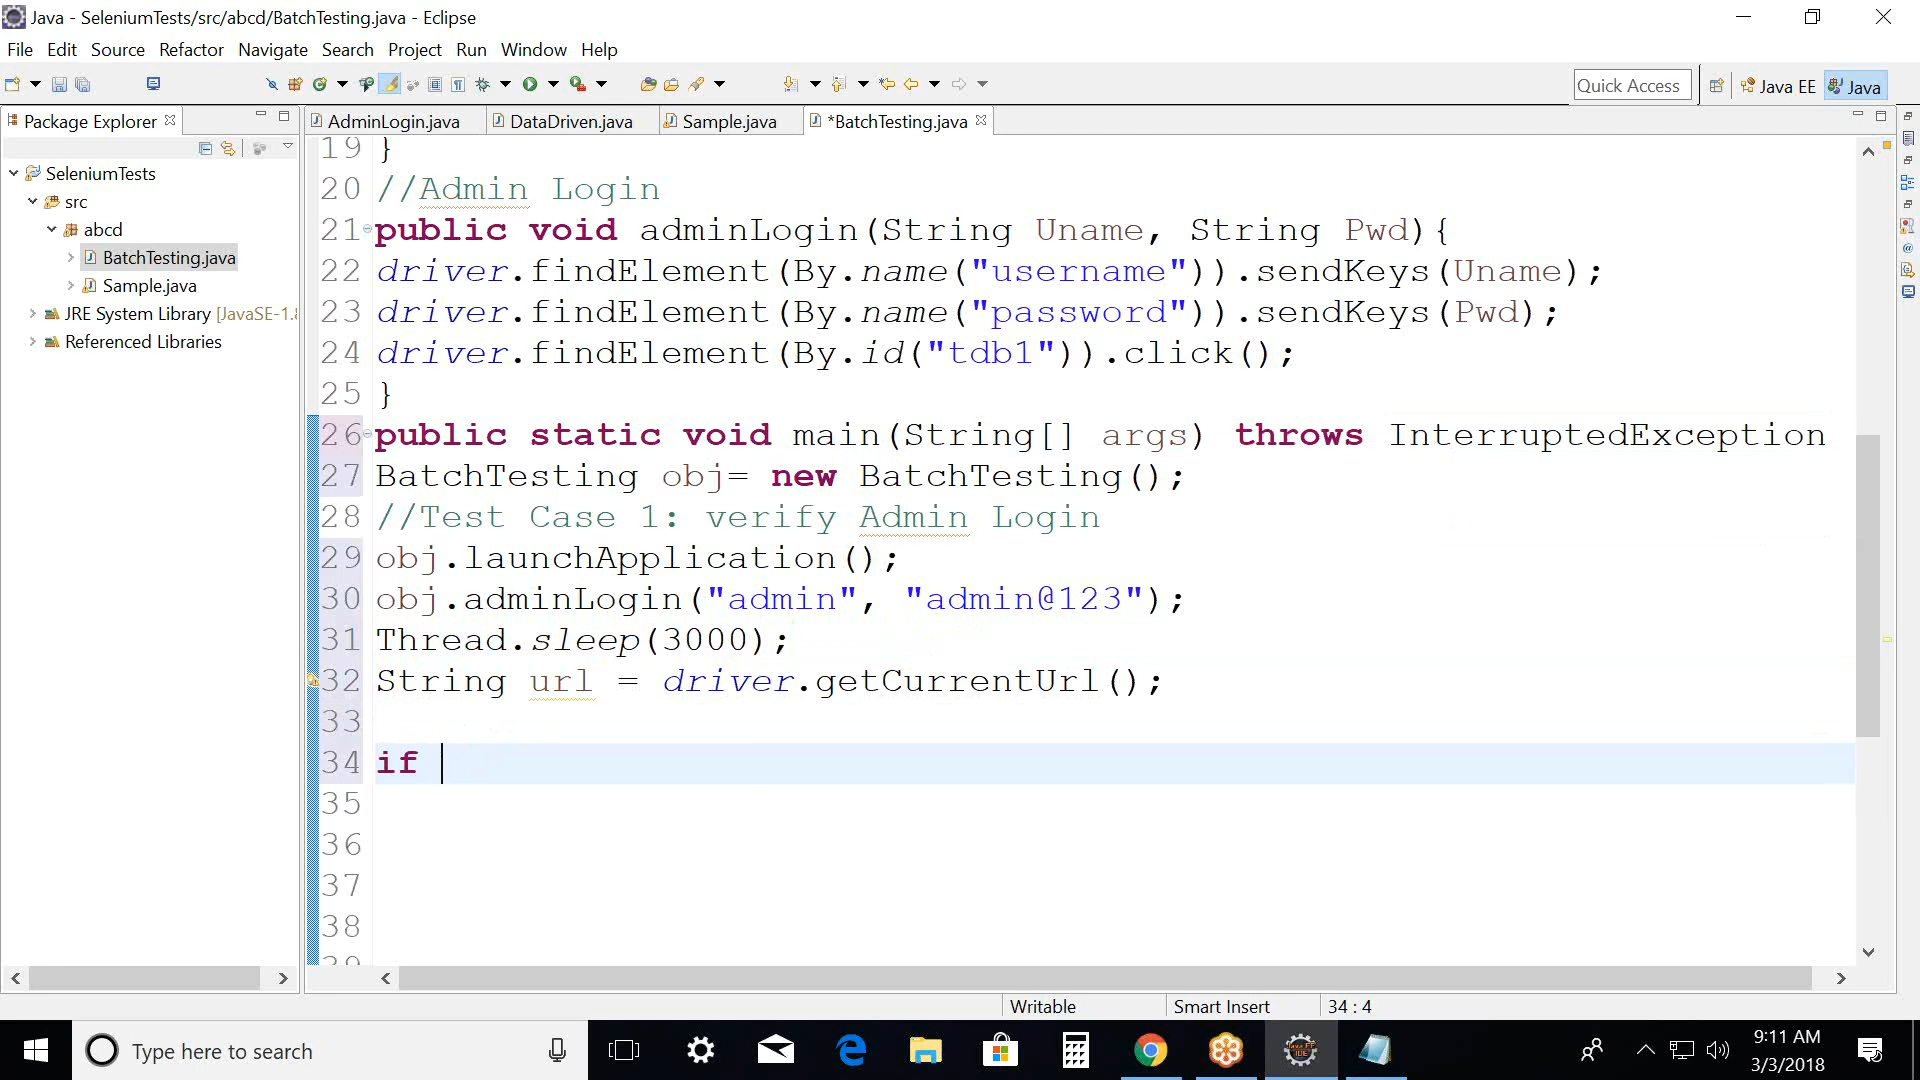 Java - SeleniumTests/src/abcd/BatchTesting.java - Eclipse
File Edit Source Refactor Navigate Search Project Run Window Help
Quick Access
Java EE
Java
Package Explorer
AdminLogin.java
DataDriven.java
Sample.java
*BatchTesting.java
SeleniumTests
src
abcd
BatchTesting.java
Sample.java
JRE System Library [JavaSE-1.8
Referenced Libraries
19 }
20 //Admin Login
21 public void adminLogin(String Uname, String Pwd){
22 driver.findElement(By.name("username")).sendKeys(Uname);
23 driver.findElement(By.name("password")).sendKeys(Pwd);
24 driver.findElement(By.id("tdb1")).click();
25 }
26 public static void main(String[] args) throws InterruptedException
27 BatchTesting obj= new BatchTesting();
28 //Test Case 1: verify Admin Login
29 obj.launchApplication();
30 obj.adminLogin("admin", "admin@123");
31 Thread.sleep(3000);
32 String url = driver.getCurrentUrl();
33
34 if
35
36
37
38
39
Writable
Smart Insert
34 : 4
Type here to search
9:11 AM
3/3/2018